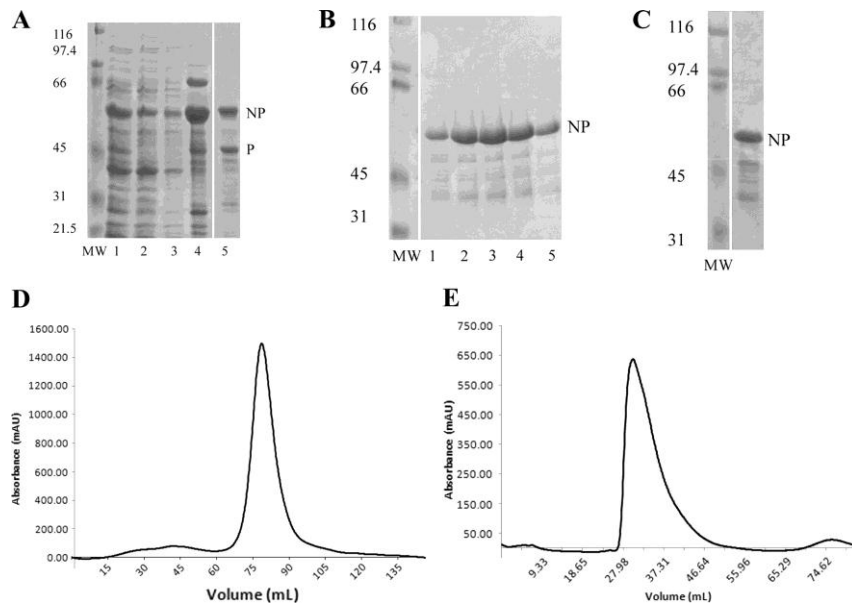 A
116
97.4
66
45
31
21.5
NP
P
MW 1 2 3 4 5
B
116
97.4
66
45
31
NP
MW 1 2 3 4 5
C
116
97.4
66
45
31
NP
MW
D
1600.00
1400.00
1200.00
1000.00
800.00
600.00
400.00
200.00
0.00
Absorbance (mAU)
15 30 45 60 75 90 105 120 135
Volume (mL)
E
750.00
650.00
550.00
450.00
350.00
250.00
150.00
50.00
Absorbance (mAU)
9.33 18.65 27.98 37.31 46.64 55.96 65.29 74.62
Volume (mL)